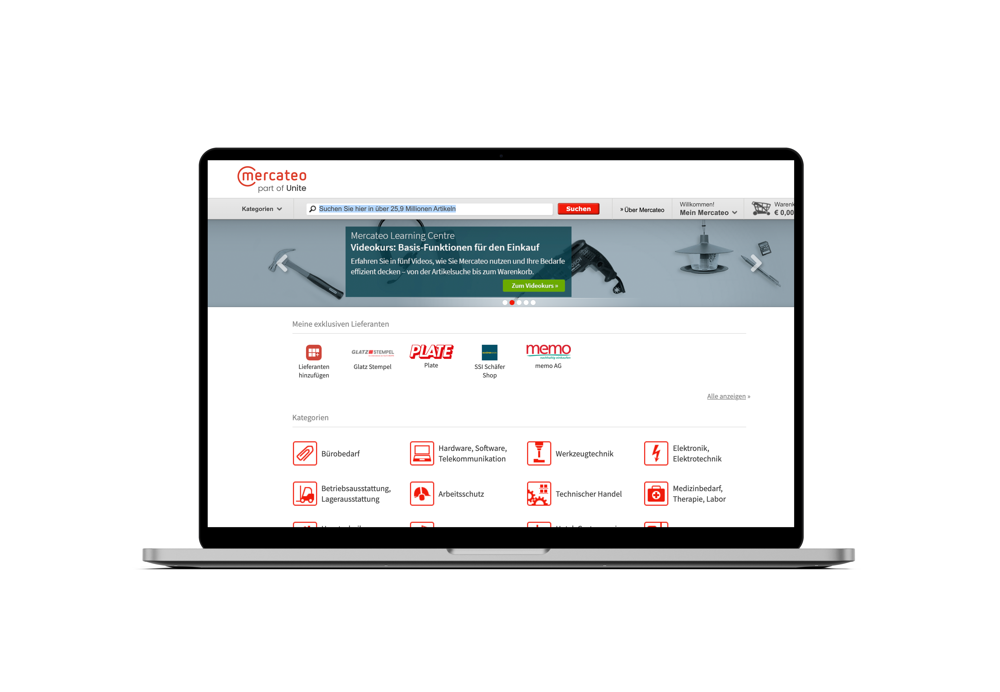 mercateo
part of Unite
Kategorien
Suchen Sie hier in über 25,9 Millionen Artikeln
Suchen
» Über Mercateo
Willkommen!
Mein Mercateo
€ 0,00
Mercateo Learning Centre
Videokurs: Basis-Funktionen für den Einkauf
Erfahren Sie in fünf Videos, wie Sie Mercateo nutzen und Ihre Bedarfe
effizient decken – von der Artikelsuche bis zum Warenkorb.
Zum Videokurs »
BOSCH
Meine exklusiven Lieferanten
GLATZ STEMPEL
PLATE
SCHÄFER SHOP
memo
nachhaltig einkaufen
Lieferanten
hinzufügen
Glatz Stempel
Plate
SSI Schäfer
Shop
memo AG
Alle anzeigen »
Kategorien
Bürobedarf
Hardware, Software,
Telekommunikation
Werkzeugtechnik
Elektronik,
Elektrotechnik
Betriebsausstattung,
Lagerausstattung
Arbeitsschutz
Technischer Handel
Medizinbedarf,
Therapie, Labor